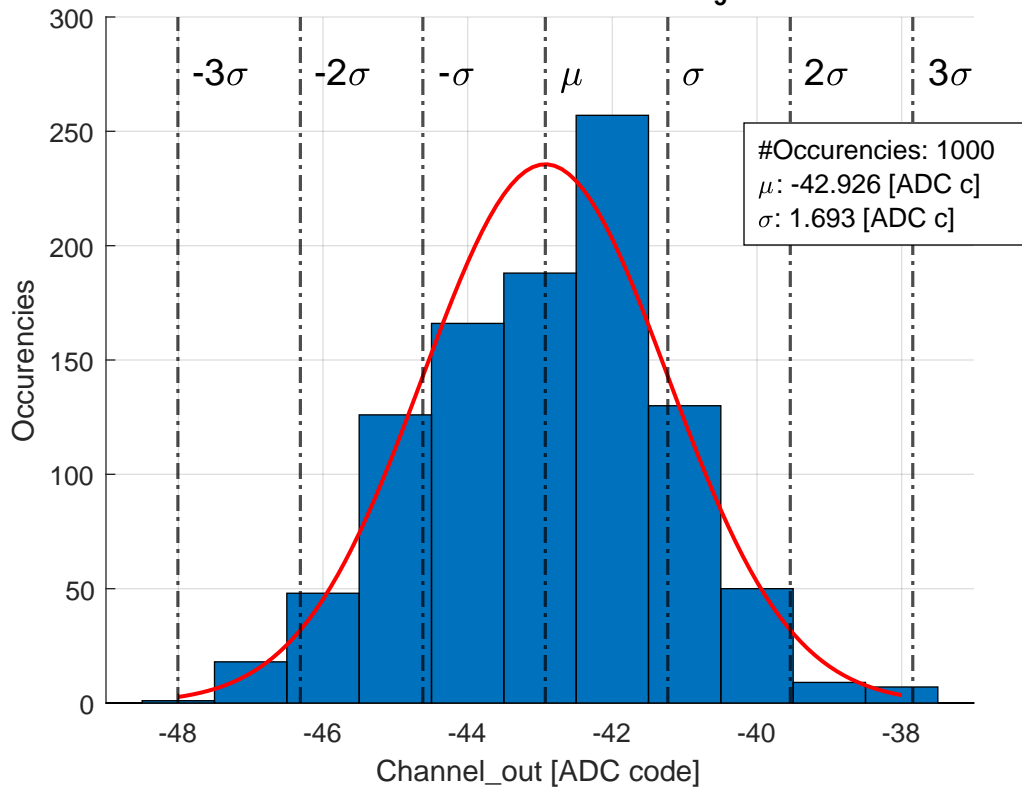 300
250
200
150
100
50
0
-3σ -2σ -σ μ σ 2σ 3σ
#Occurencies: 1000
μ: -42.926 [ADC c]
σ: 1.693 [ADC c]
Occurencies
-48 -46 -44 -42 -40 -38
Channel_out [ADC code]